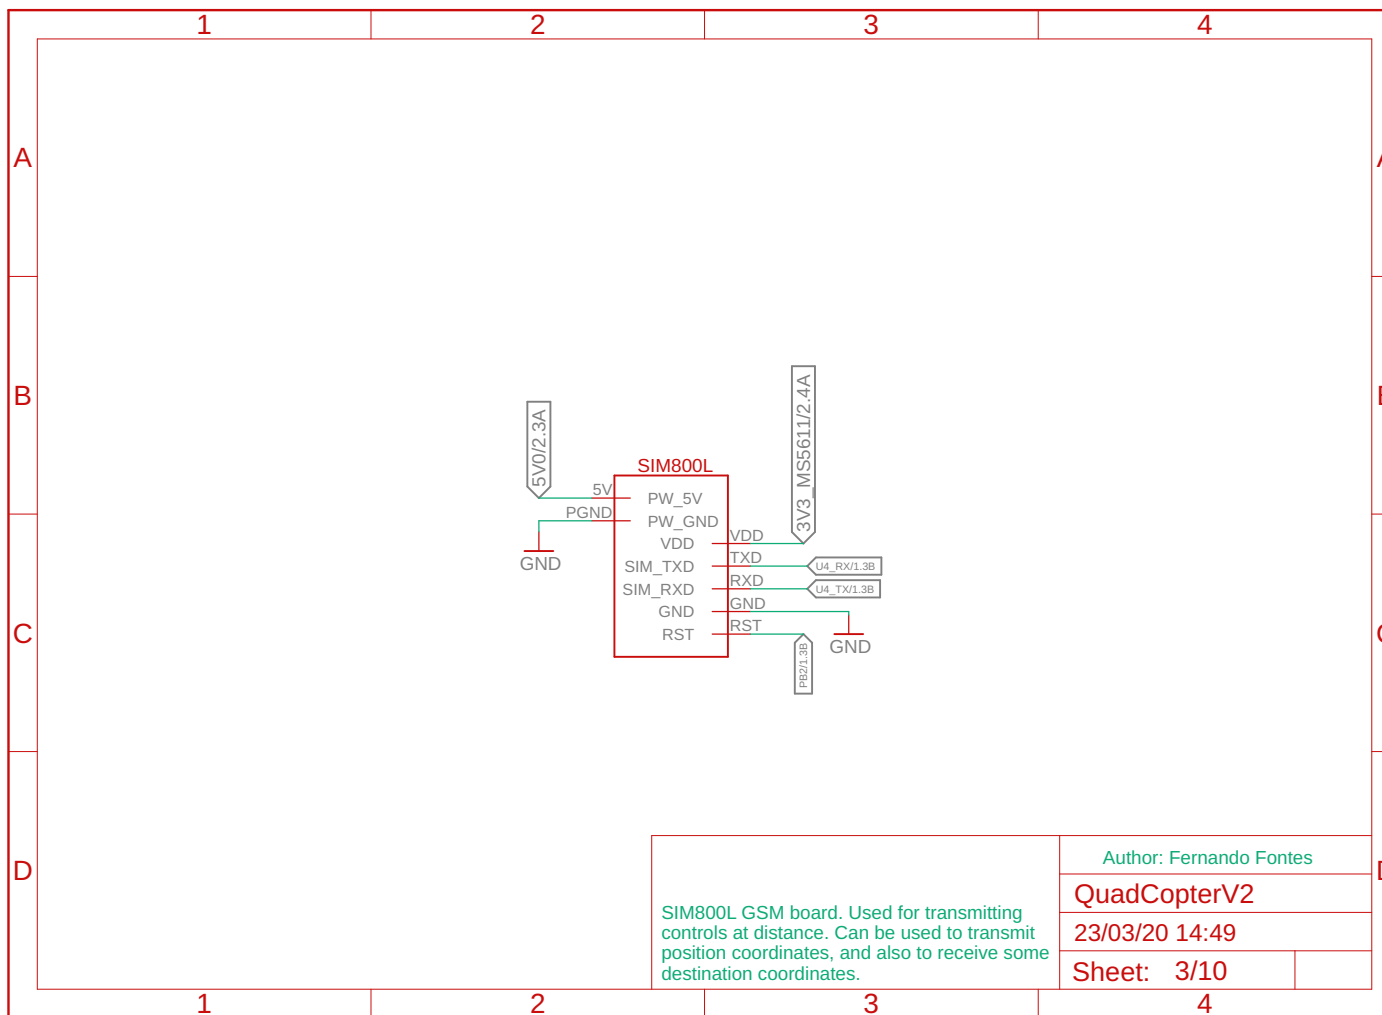 1 2 3 4
A
A
B
5V0/2.3A
3V3_MS5611/2.4A
SIM800L
5V PW_5V
PGND PW_GND
VDD VDD
SIM_TXD TXD U4_RX/1.3B
SIM_RXD RXD U4_TX/1.3B
GND GND
RST RST
GND
GND
PB2/1.3B
C
D
Author: Fernando Fontes
QuadCopterV2
23/03/20 14:49
Sheet: 3/10
SIM800L GSM board. Used for transmitting
controls at distance. Can be used to transmit
position coordinates, and also to receive some
destination coordinates.
1 2 3 4